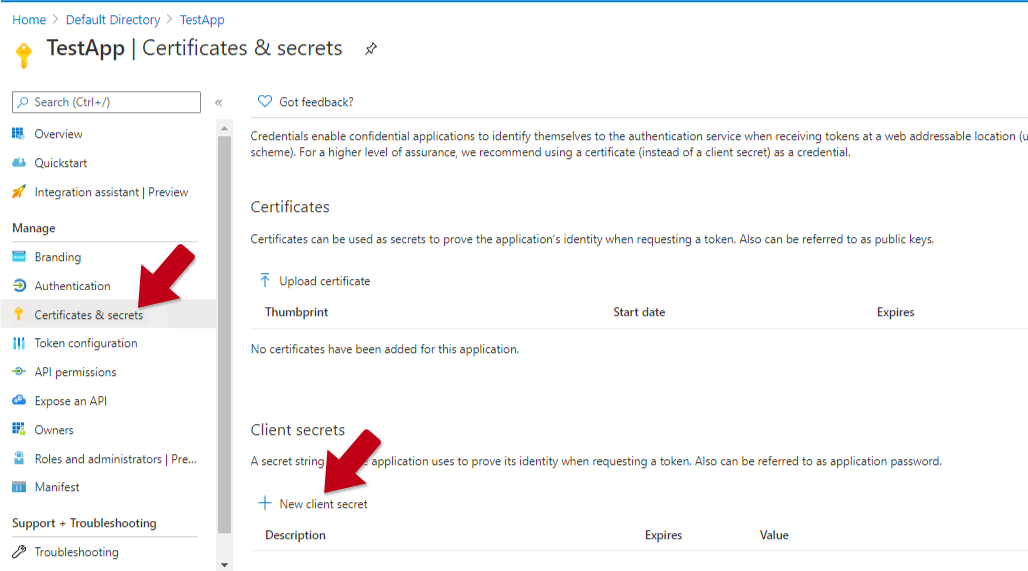 Home > Default Directory > TestApp
TestApp | Certificates & secrets
Search (Ctrl+/)
«
Overview
Quickstart
Integration assistant | Preview
Manage
Branding
Authentication
Certificates & secrets
Token configuration
API permissions
Expose an API
Owners
Roles and administrators | Pre...
Manifest
Support + Troubleshooting
Troubleshooting
Got feedback?
Credentials enable confidential applications to identify themselves to the authentication service when receiving tokens at a web addressable location (u
scheme). For a higher level of assurance, we recommend using a certificate (instead of a client secret) as a credential.
Certificates
Certificates can be used as secrets to prove the application's identity when requesting a token. Also can be referred to as public keys.
Upload certificate
Thumbprint Start date Expires
No certificates have been added for this application.
Client secrets
A secret string application uses to prove its identity when requesting a token. Also can be referred to as application password.
New client secret
Description Expires Value